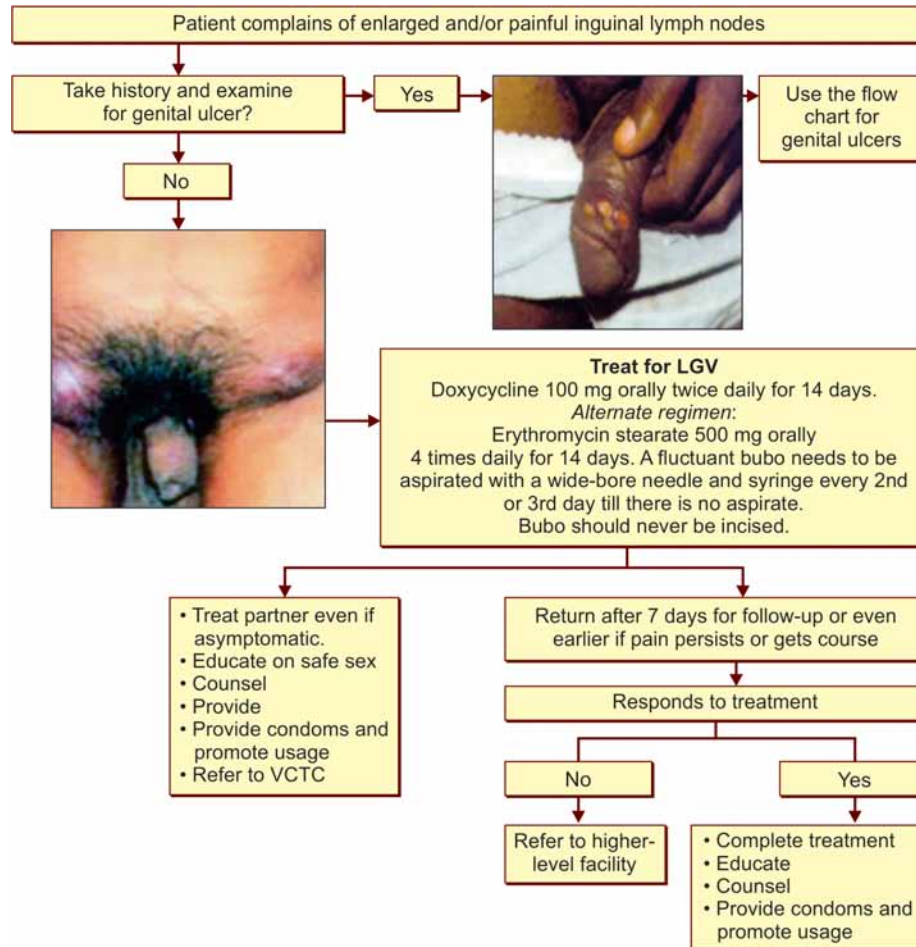 Patient complains of enlarged and/or painful inguinal lymph nodes
Take history and examine
for genital ulcer?
Yes
Use the flow
chart for
genital ulcers
No
Treat for LGV
Doxycycline 100 mg orally twice daily for 14 days.
Alternate regimen:
Erythromycin stearate 500 mg orally
4 times daily for 14 days. A fluctuant bubo needs to be
aspirated with a wide-bore needle and syringe every 2nd
or 3rd day till there is no aspirate.
Bubo should never be incised.
• Treat partner even if
asymptomatic.
• Educate on safe sex
• Counsel
• Provide
• Provide condoms and
promote usage
• Refer to VCTC
Return after 7 days for follow-up or even
earlier if pain persists or gets course
Responds to treatment
No
Yes
Refer to higher-
level facility
• Complete treatment
• Educate
• Counsel
• Provide condoms and
promote usage